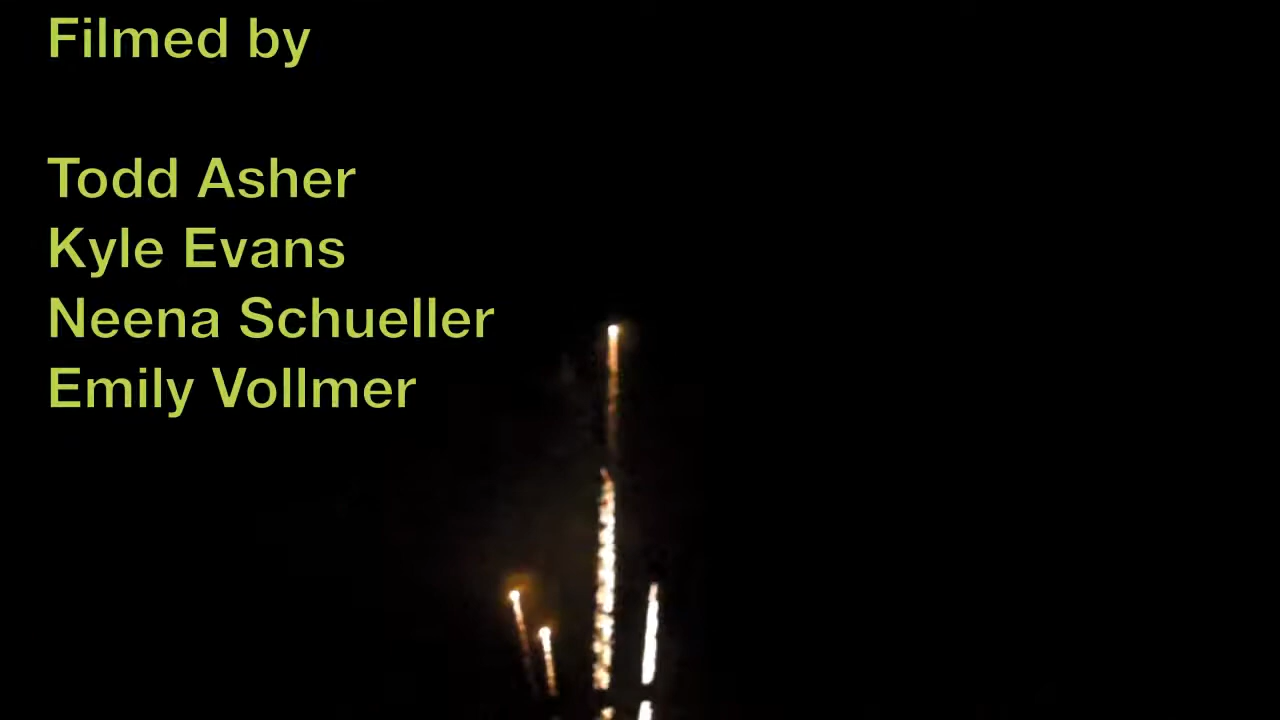 Filmed by
Todd Asher
Kyle Evans
Neena Schueller
Emily Vollmer